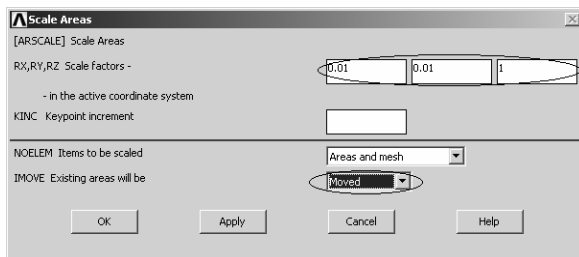 Scale Areas
[ARSCALE] Scale Areas
RX,RY,RZ Scale factors - 0.01 0.01 1
- in the active coordinate system
KINC Keypoint increment
NOELEM Items to be scaled Areas and mesh
IMOVE Existing areas will be Moved
OK Apply Cancel Help